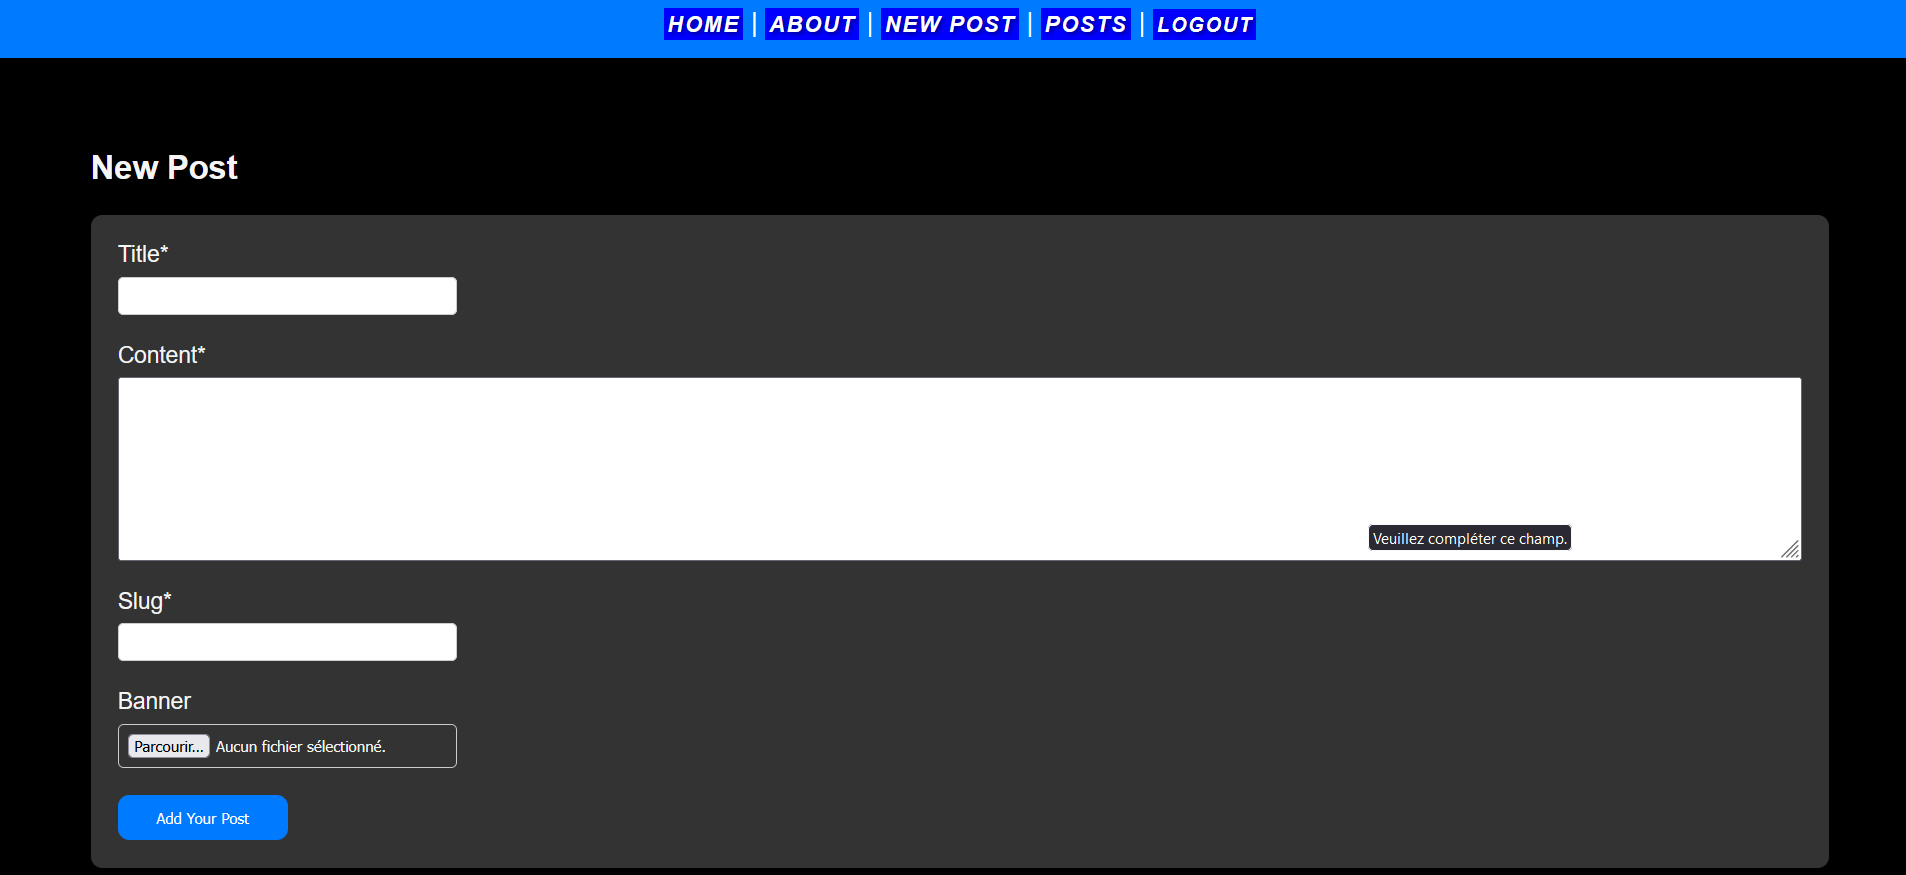 HOME | ABOUT | NEW POST | POSTS | LOGOUT
New Post
Title*
Content*
Veuillez compléter ce champ.
Slug*
Banner
Parcourir... Aucun fichier sélectionné.
Add Your Post